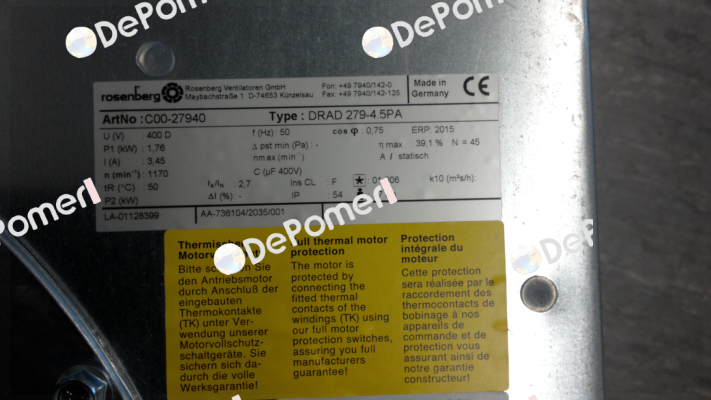 DePomerl
DePomerl
rosenberg
Rosenberg Ventilatoren GmbH
Maybachstraße 1 D-74653 Künzelsau
Fon: +49 7940/142-0
Fax: +49 7940/142-125
Made in
Germany
CE
ArtNo : C00-27940
Type : DRAD 279-4.5PA
U (V) : 400 D
f (Hz) : 50
cos φ : 0,75
ERP: 2015
P1 (kW) : 1,76
Δ pst min (Pa) : -
η max : 39,1% N = 45
I (A) : 3,45
n max (min⁻¹)
A / statisch
n (min⁻¹) : 1170
C (µF 400V)
tR (°C) : 50
IA/IN : 2,7
Ins CL : F
k10 (m²s/h) :
P2 (kW)
ΔI (%) : -
IP 54
LA-01128399
AA-736104/2035/001
DePomerl
DePomerl
DePomerl
Motorvoll
Bitte Sie
den Antriebsmotor
durch Anschluß der
eingebauten
Thermokontakte
(TK) unter Ver-
wendung unserer
Motorvollschutz-
schaltgeräte. Sie
sichern sich da-
durch die volle
Werksgarantie!
Full thermal motor
protection
The motor is
protected by
connecting the
fitted thermal
contacts of the
windings (TK) using
our full motor
protection switches,
assuring you full
manufacturers
guarantee!
Protection
intégrale du
moteur
Cette protection
sera réalisée par le
raccordement des
thermocontacts de
bobinage à nos
appareils de
commande et de
protection vous
assurant ainsi de
notre garantie
constructeur!